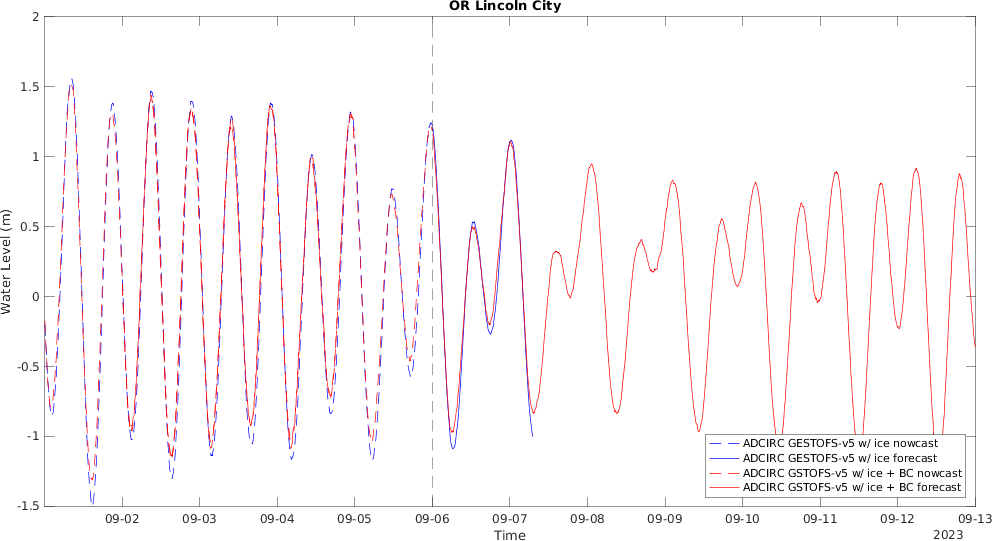 OR Lincoln City
2
1.5
1
0.5
0
-0.5
-1
-1.5
Water Level (m)
09-02 09-03 09-04 09-05 09-06 09-07 09-08 09-09 09-10 09-11 09-12 09-13
Time
2023
ADCIRC GESTOFS-v5 w/ ice nowcast
ADCIRC GESTOFS-v5 w/ ice forecast
ADCIRC GSTOFS-v5 w/ ice + BC nowcast
ADCIRC GSTOFS-v5 w/ ice + BC forecast